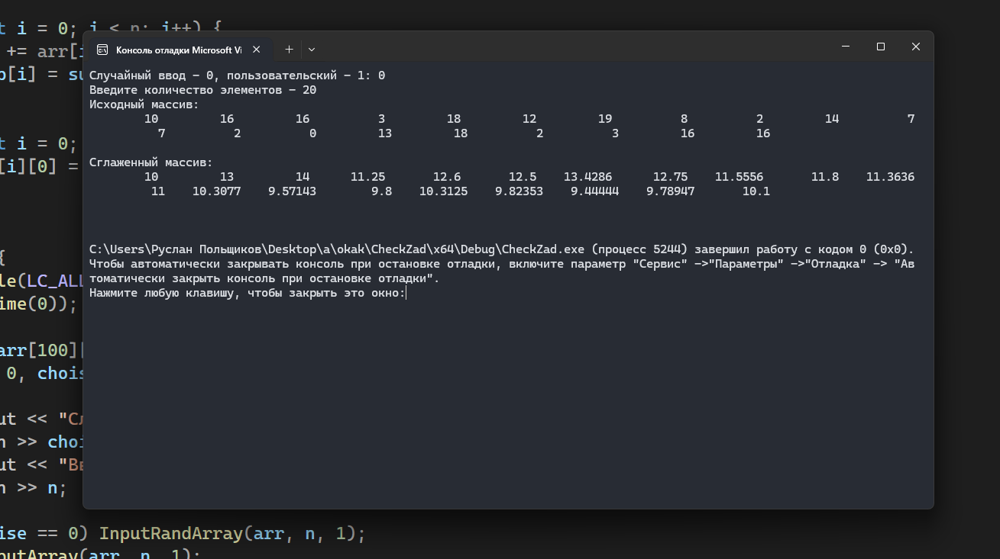 t i = 0; i < n; i++) {
+= arr[i
p[i] = su
t i = 0;
[i][0] =
{
le(LC_ALL
ime(0));
arr[100][
0, chois
ut << "Сл
n >> choi
ut << "Вв
n >> n;
ise == 0) InputRandArray(arr, n, 1);
putArray(arr, n, 1);
Консоль отладки Microsoft Vi
Случайный ввод - 0, пользовательский - 1: 0
Введите количество элементов - 20
Исходный массив:
10 16 16 3 18 12 19 8 2 14 7
7 2 0 13 18 2 3 16 16
Сглаженный массив:
10 13 14 11.25 12.6 12.5 13.4286 12.75 11.5556 11.8 11.3636
11 10.3077 9.57143 9.8 10.3125 9.82353 9.44444 9.78947 10.1
C:\Users\Руслан Польщиков\Desktop\a\okak\CheckZad\x64\Debug\CheckZad.exe (процесс 5244) завершил работу с кодом 0 (0x0).
Чтобы автоматически закрывать консоль при остановке отладки, включите параметр "Сервис" ->"Параметры" ->"Отладка" -> "Ав
томатически закрыть консоль при остановке отладки".
Нажмите любую клавишу, чтобы закрыть это окно: